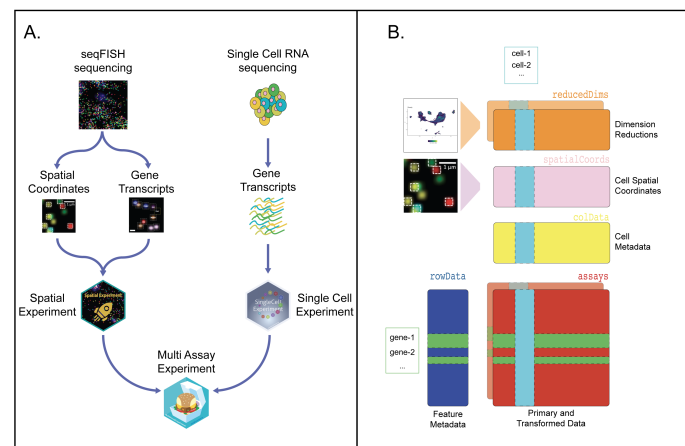 A.
seqFISH
sequencing
Single Cell RNA
sequencing
Spatial
Coordinates
Gene
Transcripts
Gene
Transcripts
Spatial
Experiment
Spatial Experiment
SingleCell
Experiment
Single Cell
Experiment
Multi Assay
Experiment
B.
cell-1
cell-2
...
reducedDims
Dimension
Reductions
1 μm
spatialCoords
Cell Spatial
Coordinates
colData
Cell
Metadata
rowData
assays
gene-1
gene-2
...
Feature
Metadata
Primary and
Transformed Data